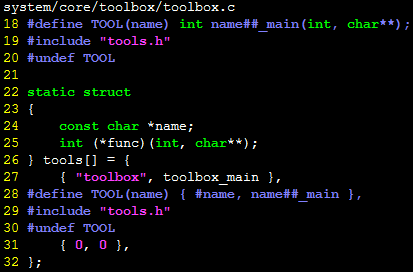 system/core/toolbox/toolbox.c
18 #define TOOL(name) int name##_main(int, char**);
19 #include "tools.h"
20 #undef TOOL
21
22 static struct
23 {
24     const char *name;
25     int (*func)(int, char**);
26 } tools[] = {
27     { "toolbox", toolbox_main },
28 #define TOOL(name) { #name, name##_main },
29 #include "tools.h"
30 #undef TOOL
31     { 0, 0 },
32 };